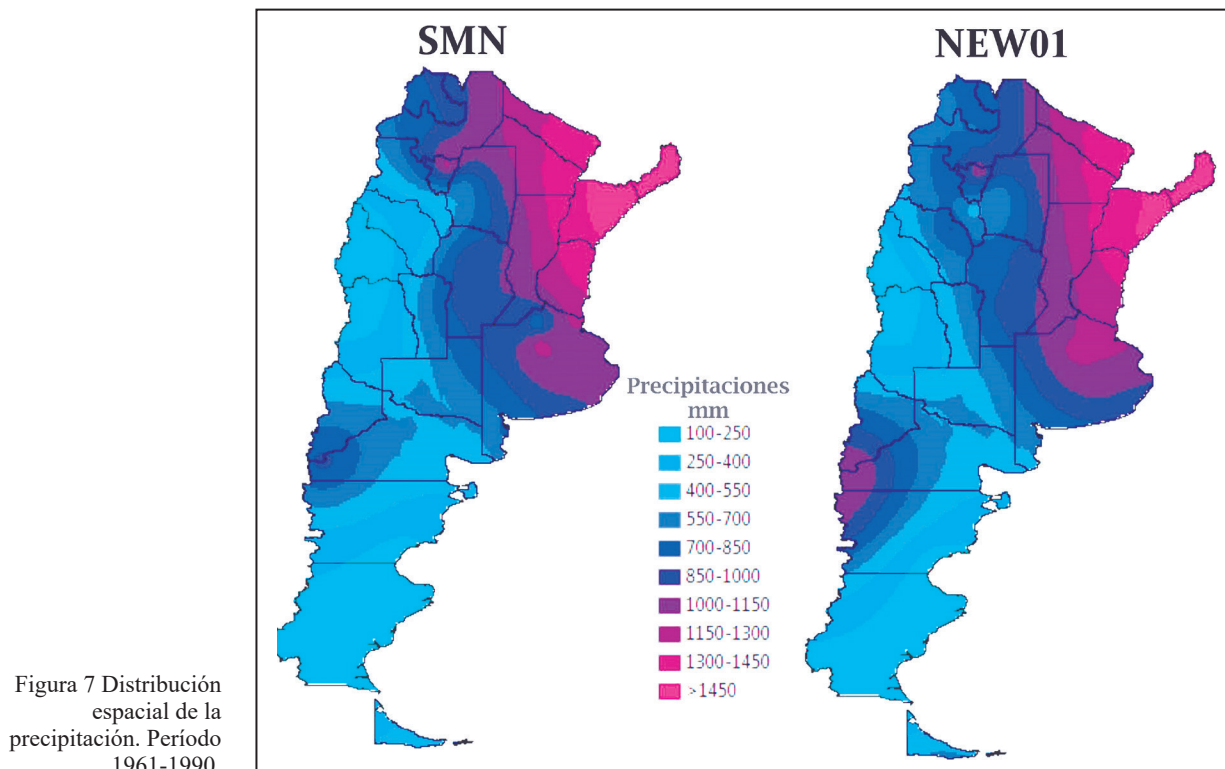 SMN
NEW01
Precipitaciones
mm
100-250
250-400
400-550
550-700
700-850
850-1000
1000-1150
1150-1300
1300-1450
>1450
Figura 7 Distribución
espacial de la
precipitación. Período
1961-1990.